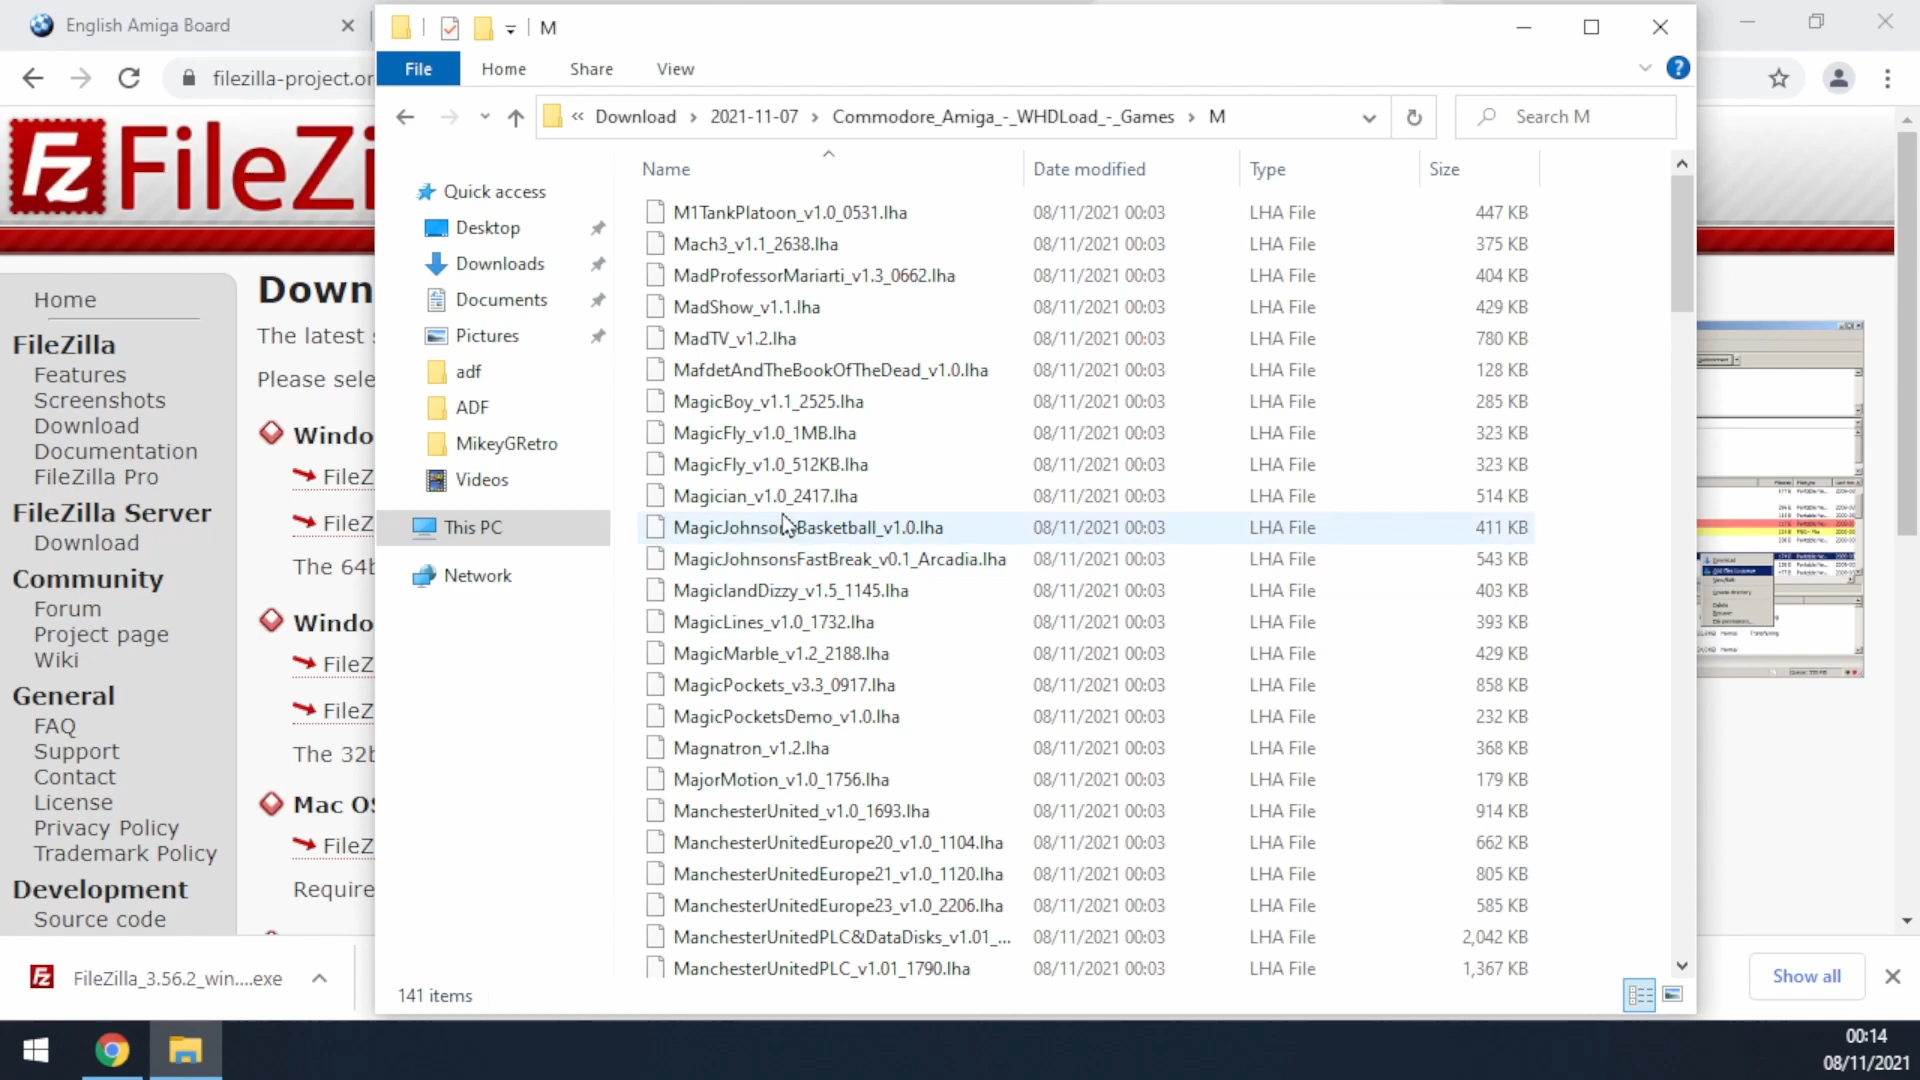 English Amiga Board
M
filezilla-project.or
File Home Share View
« Download › 2021-11-07 › Commodore_Amiga_-_WHDLoad_-_Games › M
Search M
FileZi
Name Date modified Type Size
Quick access
Desktop
Downloads
Documents
Pictures
adf
ADF
MikeyGRetro
Videos
This PC
Network
M1TankPlatoon_v1.0_0531.lha 08/11/2021 00:03 LHA File 447 KB
Mach3_v1.1_2638.lha 08/11/2021 00:03 LHA File 375 KB
MadProfessorMariarti_v1.3_0662.lha 08/11/2021 00:03 LHA File 404 KB
MadShow_v1.1.lha 08/11/2021 00:03 LHA File 429 KB
MadTV_v1.2.lha 08/11/2021 00:03 LHA File 780 KB
MafdetAndTheBookOfTheDead_v1.0.lha 08/11/2021 00:03 LHA File 128 KB
MagicBoy_v1.1_2525.lha 08/11/2021 00:03 LHA File 285 KB
MagicFly_v1.0_1MB.lha 08/11/2021 00:03 LHA File 323 KB
MagicFly_v1.0_512KB.lha 08/11/2021 00:03 LHA File 323 KB
Magician_v1.0_2417.lha 08/11/2021 00:03 LHA File 514 KB
MagicJohnsonsBasketball_v1.0.lha 08/11/2021 00:03 LHA File 411 KB
MagicJohnsonsFastBreak_v0.1_Arcadia.lha 08/11/2021 00:03 LHA File 543 KB
MagiclandDizzy_v1.5_1145.lha 08/11/2021 00:03 LHA File 403 KB
MagicLines_v1.0_1732.lha 08/11/2021 00:03 LHA File 393 KB
MagicMarble_v1.2_2188.lha 08/11/2021 00:03 LHA File 429 KB
MagicPockets_v3.3_0917.lha 08/11/2021 00:03 LHA File 858 KB
MagicPocketsDemo_v1.0.lha 08/11/2021 00:03 LHA File 232 KB
Magnatron_v1.2.lha 08/11/2021 00:03 LHA File 368 KB
MajorMotion_v1.0_1756.lha 08/11/2021 00:03 LHA File 179 KB
ManchesterUnited_v1.0_1693.lha 08/11/2021 00:03 LHA File 914 KB
ManchesterUnitedEurope20_v1.0_1104.lha 08/11/2021 00:03 LHA File 662 KB
ManchesterUnitedEurope21_v1.0_1120.lha 08/11/2021 00:03 LHA File 805 KB
ManchesterUnitedEurope23_v1.0_2206.lha 08/11/2021 00:03 LHA File 585 KB
ManchesterUnitedPLC&DataDisks_v1.01_... 08/11/2021 00:03 LHA File 2,042 KB
ManchesterUnitedPLC_v1.01_1790.lha 08/11/2021 00:03 LHA File 1,367 KB
141 items
Home
FileZilla
Features
Screenshots
Download
Documentation
FileZilla Pro
FileZilla Server
Download
Community
Forum
Project page
Wiki
General
FAQ
Support
Contact
License
Privacy Policy
Trademark Policy
Development
Source code
Down
The latest s
Please sele
Windo
FileZ
FileZ
The 64b
Windo
FileZ
FileZ
The 32b
Mac OS
FileZ
Require
FileZilla_3.56.2_win....exe
Show all
00:14
08/11/2021